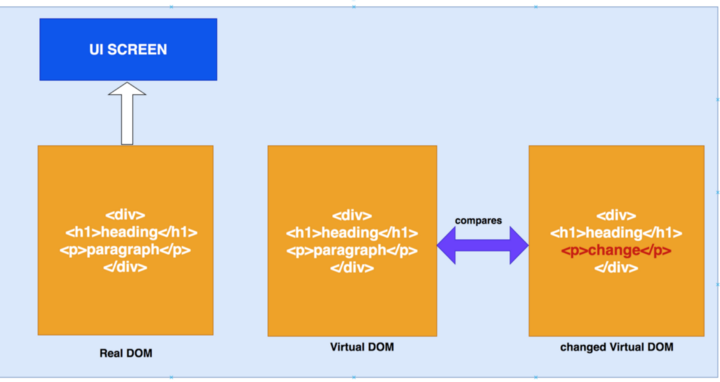 UI SCREEN
<div>
<h1>heading</h1>
<p>paragraph</p>
</div>
Real DOM
<div>
<h1>heading</h1>
<p>paragraph</p>
</div>
Virtual DOM
compares
<div>
<h1>heading</h1>
<p>change</p>
</div>
changed Virtual DOM